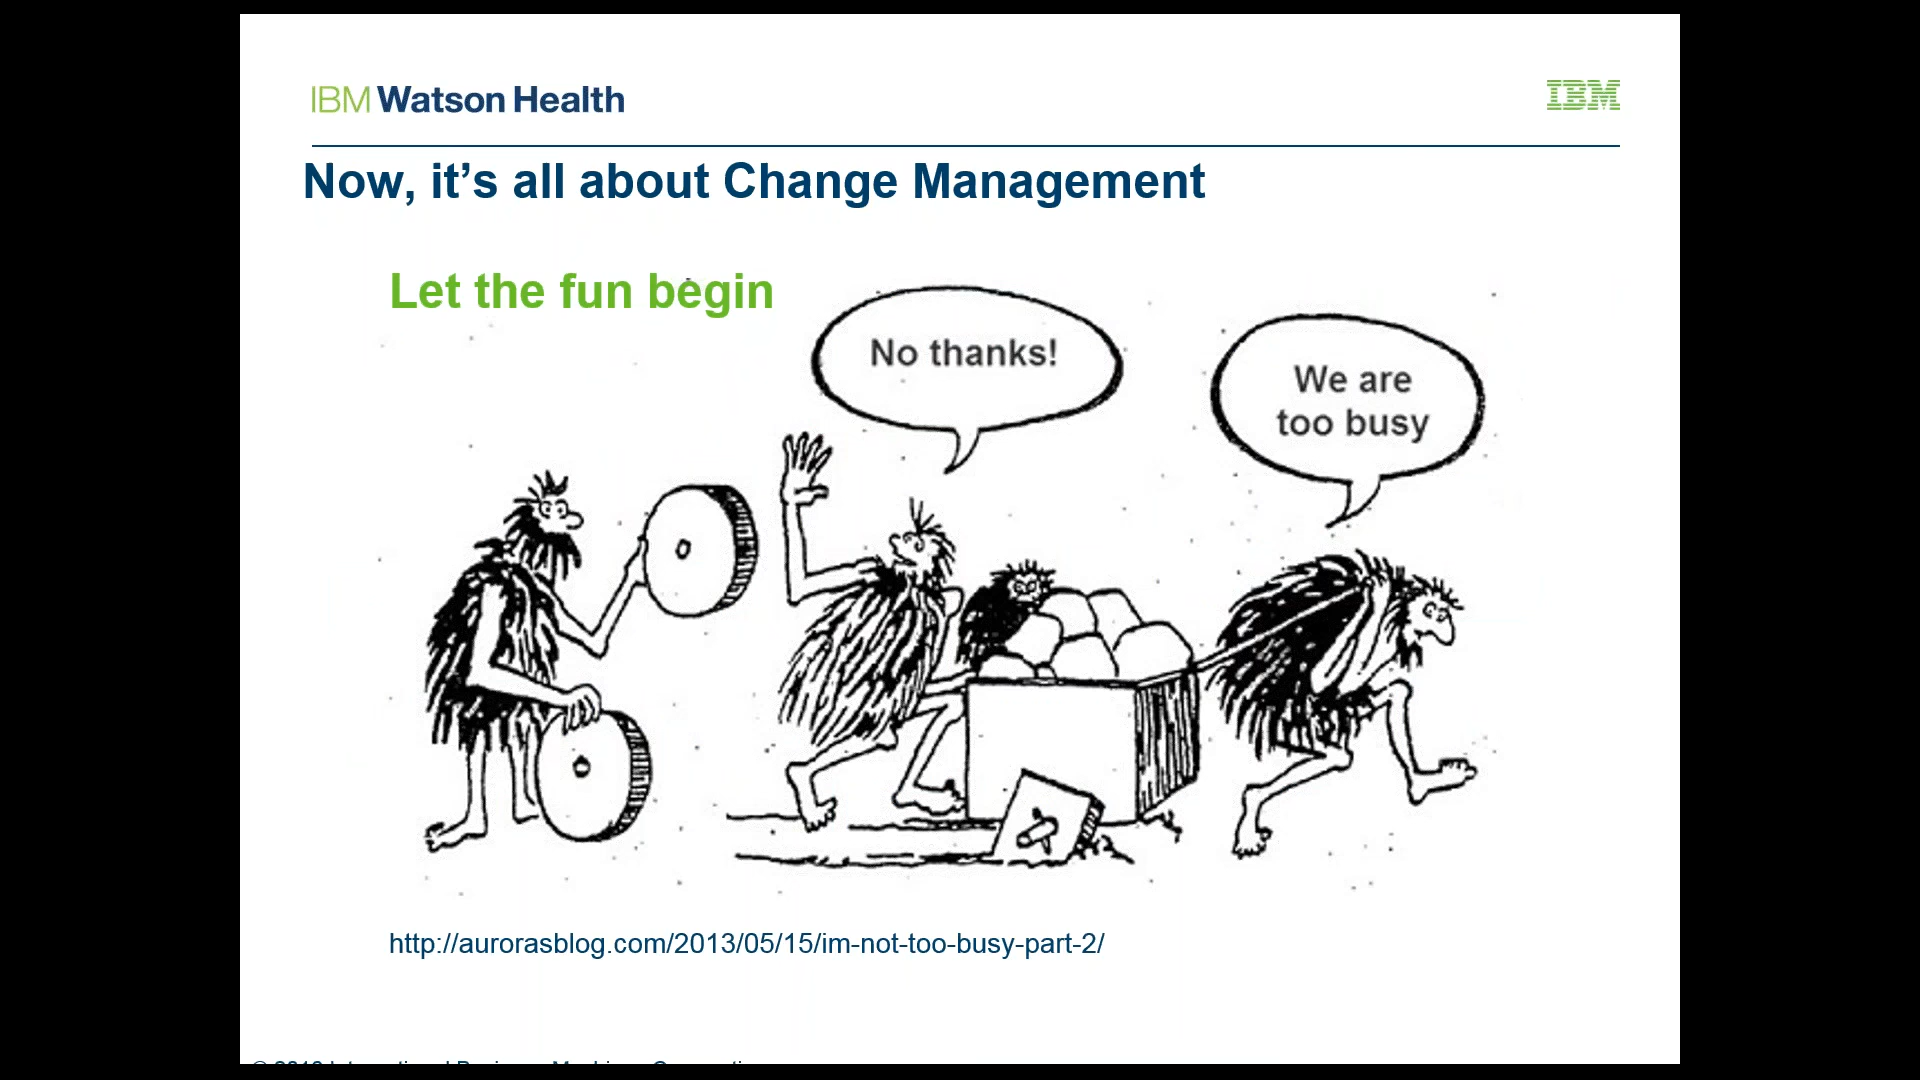 IBM Watson Health
IBM
Now, it’s all about Change Management
Let the fun begin
No thanks!
We are
too busy
http://aurorasblog.com/2013/05/15/im-not-too-busy-part-2/